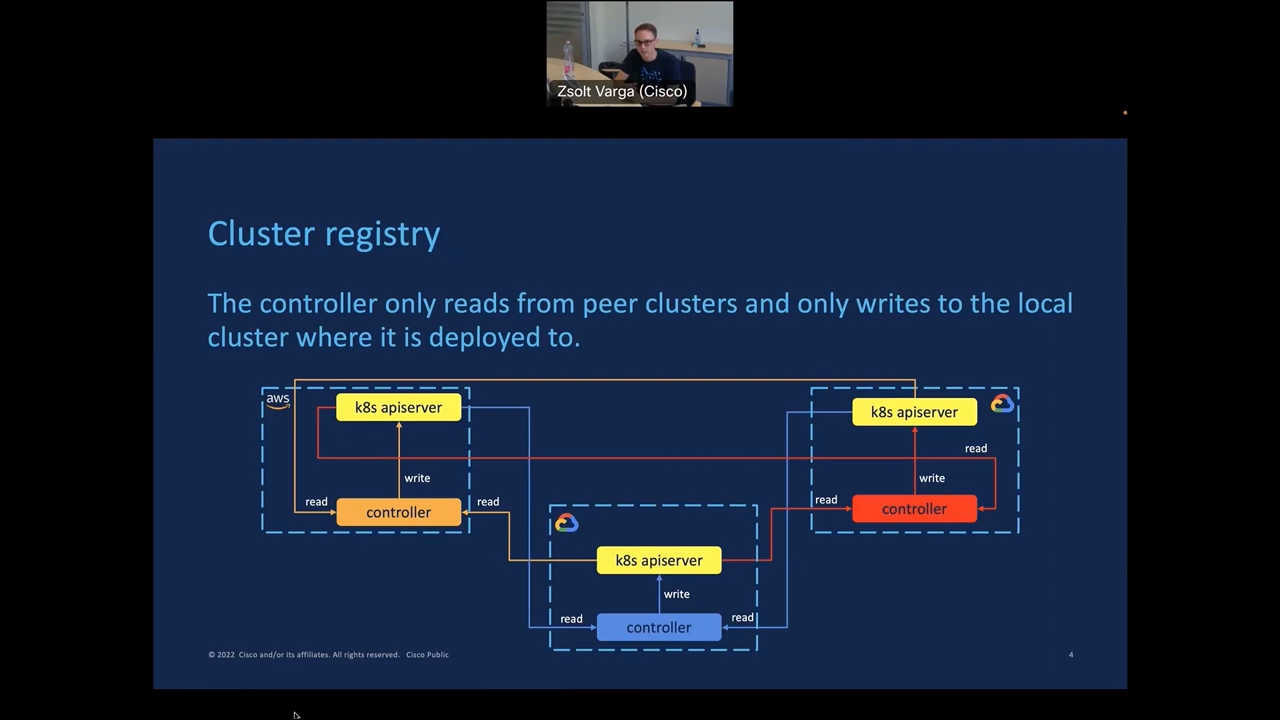 Zsolt Varga (Cisco)
Cluster registry
The controller only reads from peer clusters and only writes to the local
cluster where it is deployed to.
aws
k8s apiserver
write
read
controller
read
k8s apiserver
write
read
controller
read
k8s apiserver
read
write
read
controller
© 2022 Cisco and/or its affiliates. All rights reserved. Cisco Public
4